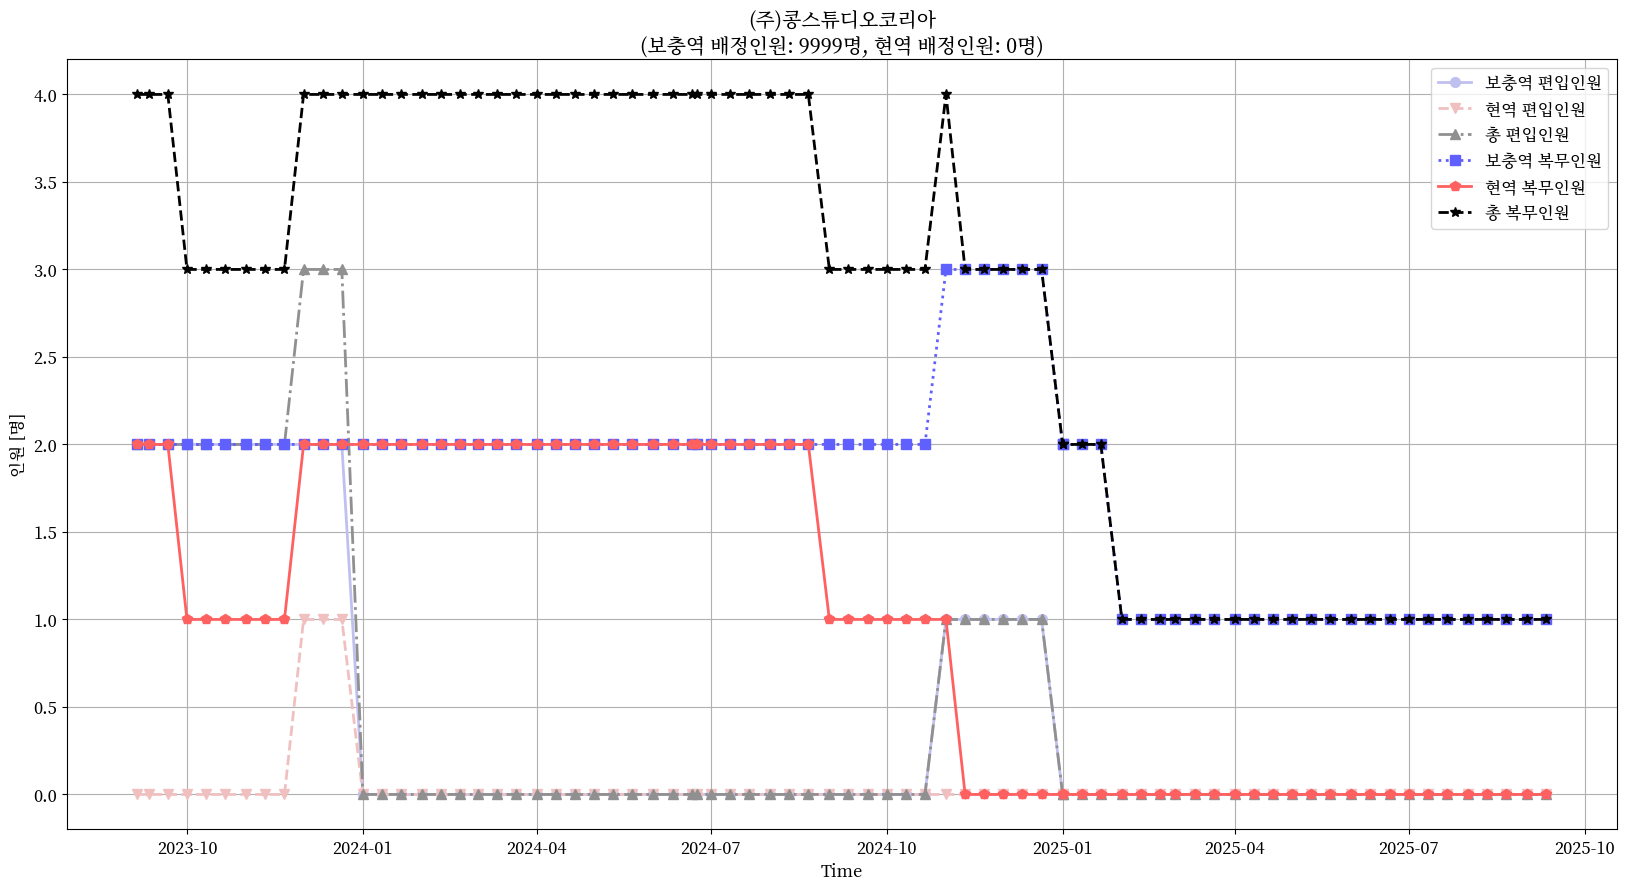 (주)콩스튜디오코리아
(보충역 배정인원: 9999명, 현역 배정인원: 0명)
보충역 편입인원
현역 편입인원
총 편입인원
보충역 복무인원
현역 복무인원
총 복무인원
인원 [명]
4.0
3.5
3.0
2.5
2.0
1.5
1.0
0.5
0.0
2023-10 2024-01 2024-04 2024-07 2024-10 2025-01 2025-04 2025-07 2025-10
Time